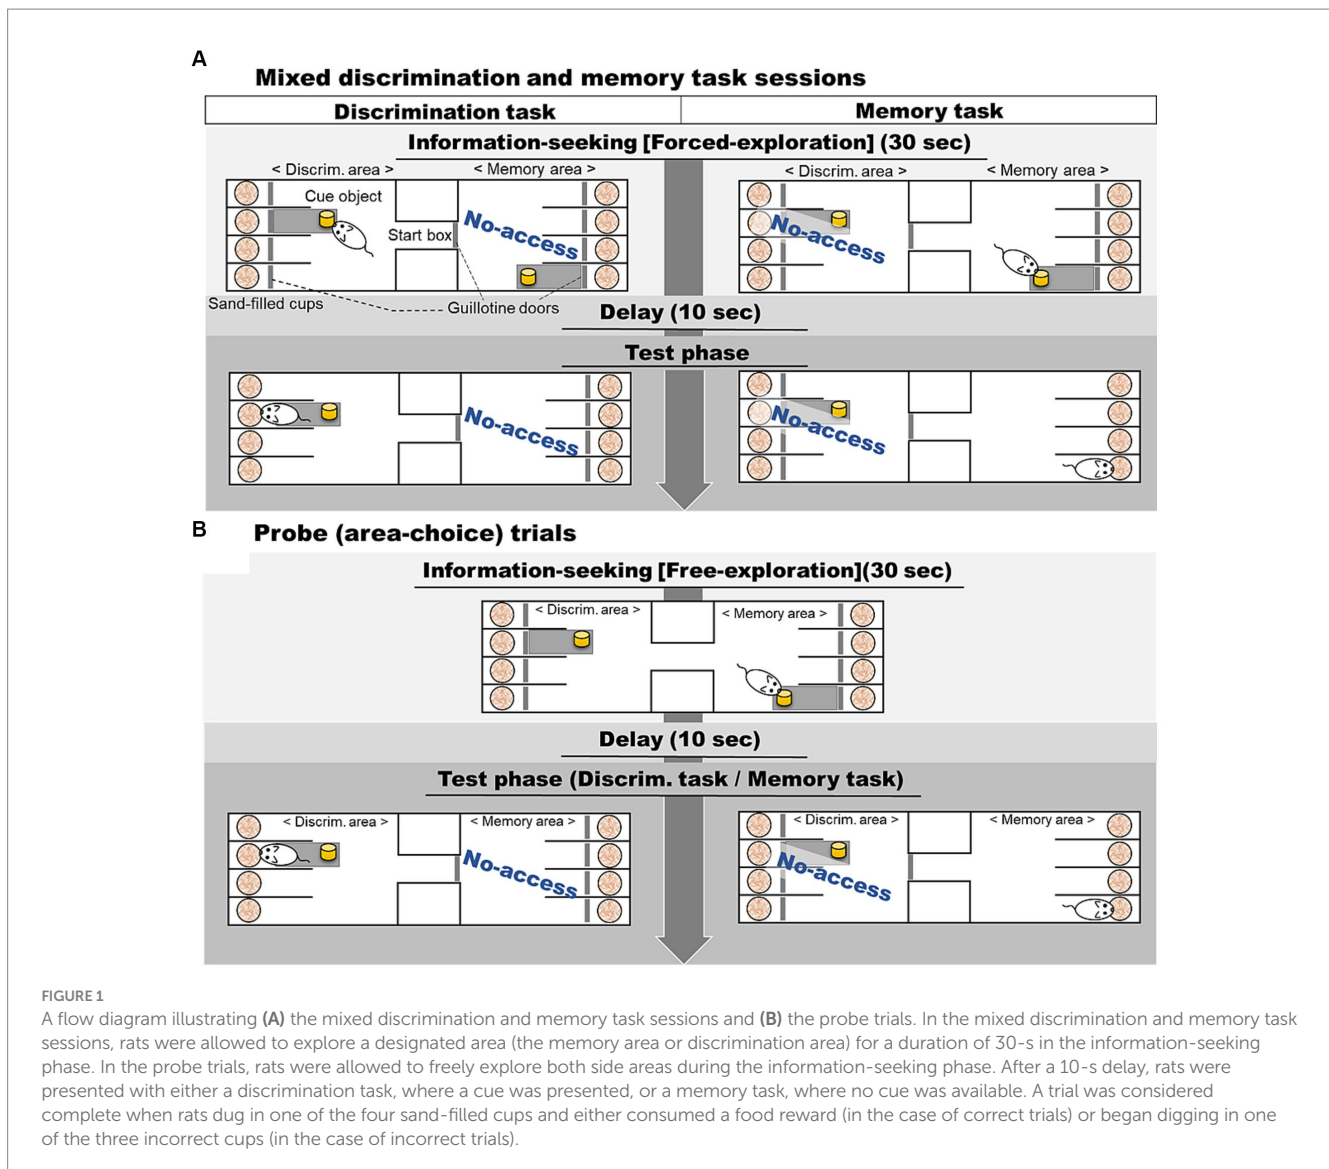 A
Mixed discrimination and memory task sessions
Discrimination task
Memory task
Information-seeking [Forced-exploration] (30 sec)
< Discrim. area >
< Memory area >
< Discrim. area >
< Memory area >
Cue object
Start box
No-access
No-access
Sand-filled cups
Guillotine doors
Delay (10 sec)
Test phase
No-access
No-access
B
Probe (area-choice) trials
Information-seeking [Free-exploration](30 sec)
< Discrim. area >
< Memory area >
Delay (10 sec)
Test phase (Discrim. task / Memory task)
< Discrim. area >
< Memory area >
< Discrim. area >
< Memory area >
No-access
No-access
FIGURE 1
A flow diagram illustrating (A) the mixed discrimination and memory task sessions and (B) the probe trials. In the mixed discrimination and memory task
sessions, rats were allowed to explore a designated area (the memory area or discrimination area) for a duration of 30-s in the information-seeking
phase. In the probe trials, rats were allowed to freely explore both side areas during the information-seeking phase. After a 10-s delay, rats were
presented with either a discrimination task, where a cue was presented, or a memory task, where no cue was available. A trial was considered
complete when rats dug in one of the four sand-filled cups and either consumed a food reward (in the case of correct trials) or began digging in one
of the three incorrect cups (in the case of incorrect trials).